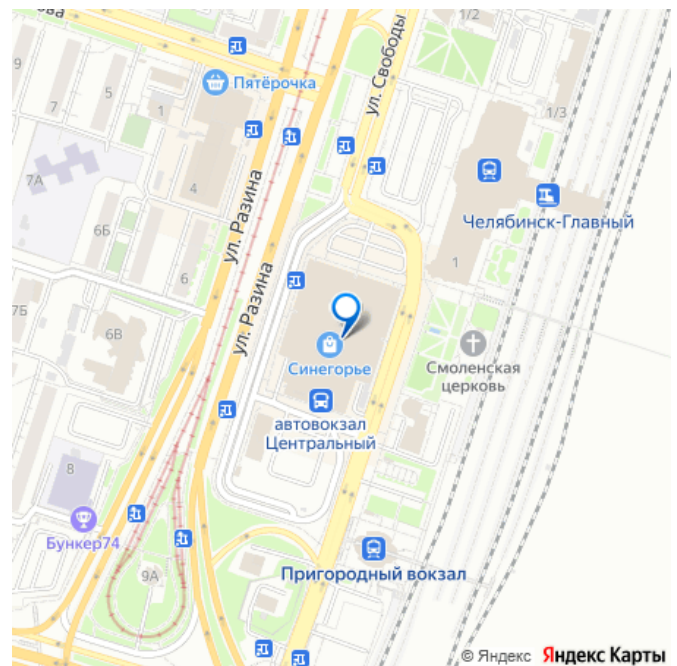 ова
9
7
5
Пятёрочка
1
ул. Свободы
1/3
7А
4
Челябинск-Главный
ул. Разина
6Б
6
1
ул. Разина
7Б
6В
Синегорье
Смоленская
церковь
автовокзал
Центральный
8
Бункер74
9А
Пригородный вокзал
© Яндекс Яндекс Карты